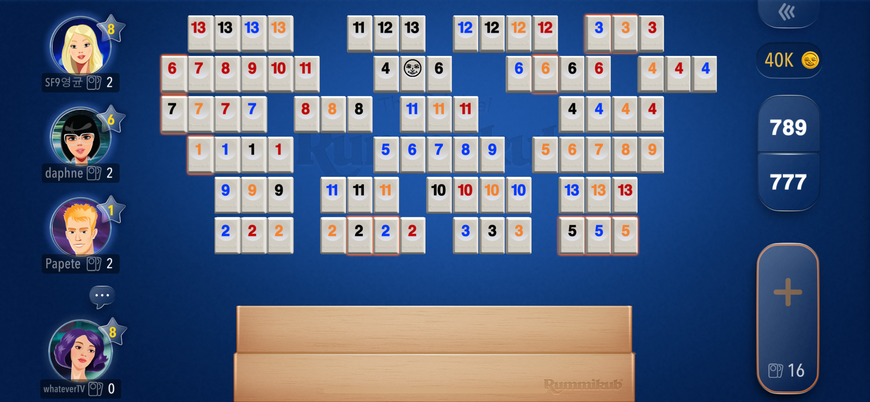 8
SF9영균 2
6
daphne 2
1
Papete 2
8
whateverTV 0
13 13 13 13 11 12 13 12 12 12 12 3 3 3
6 7 8 9 10 11 4 6 6 6 6 6 4 4 4
7 7 7 7 8 8 8 11 11 11 4 4 4 4
1 1 1 1 5 6 7 8 9 5 6 7 8 9
9 9 9 11 11 11 10 10 10 10 13 13 13
2 2 2 2 2 2 2 3 3 3 5 5 5
Rummikub
40K
789
777
+
16